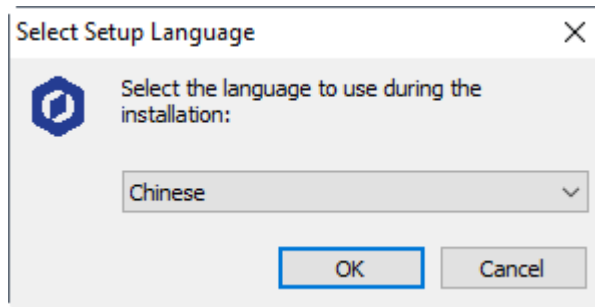 Select Setup Language
Select the language to use during the
installation:
Chinese
OK
Cancel